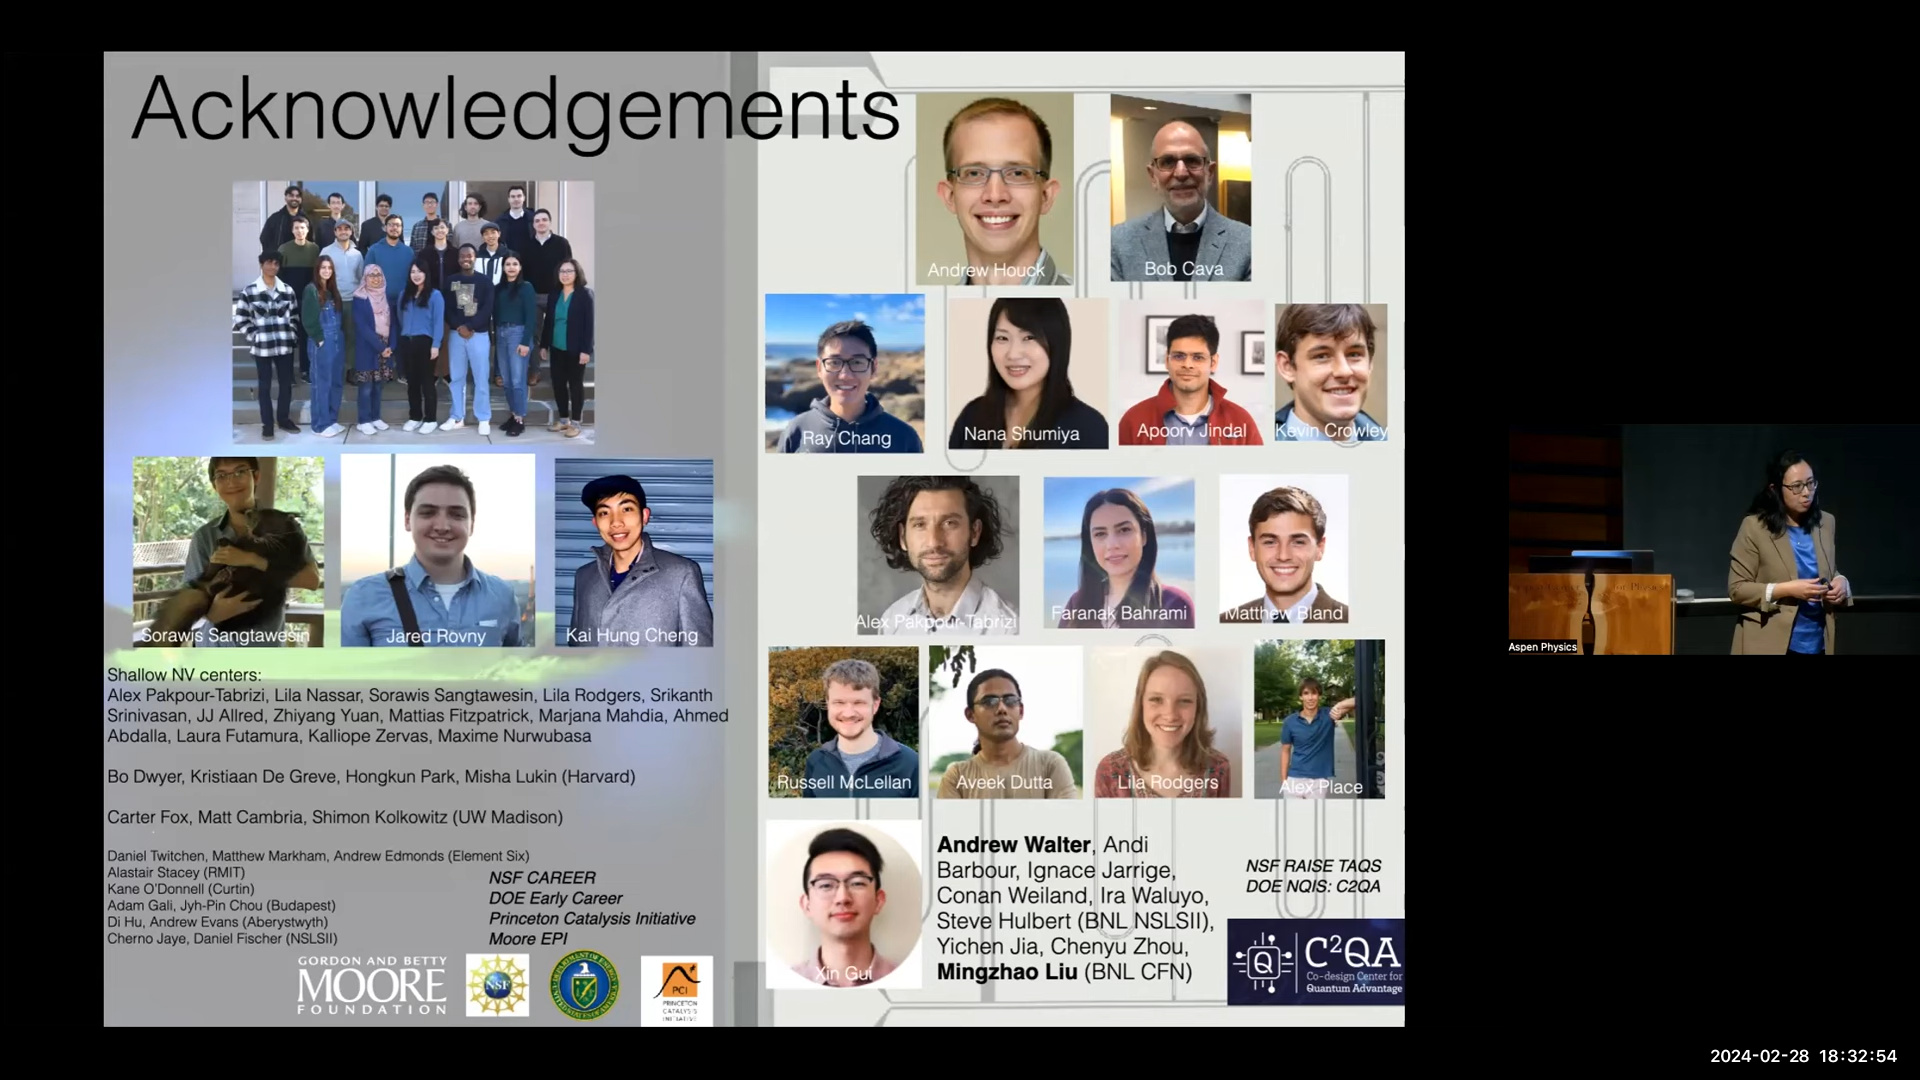 Acknowledgements
Andrew Houck
Bob Cava
Ray Chang
Nana Shumiya
Apoorv Jindal
Kevin Crowley
Sorawis Sangtawesin
Jared Rovny
Kai Hung Cheng
Alex Pakpour-Tabrizi
Faranak Bahrami
Matthew Bland
Shallow NV centers:
Alex Pakpour-Tabrizi, Lila Nassar, Sorawis Sangtawesin, Lila Rodgers, Srikanth
Srinivasan, JJ Allred, Zhiyang Yuan, Mattias Fitzpatrick, Marjana Mahdia, Ahmed
Abdalla, Laura Futamura, Kalliope Zervas, Maxime Nurwubasa
Bo Dwyer, Kristiaan De Greve, Hongkun Park, Misha Lukin (Harvard)
Carter Fox, Matt Cambria, Shimon Kolkowitz (UW Madison)
Daniel Twitchen, Matthew Markham, Andrew Edmonds (Element Six)
Alastair Stacey (RMIT)
Kane O'Donnell (Curtin)
Adam Gali, Jyh-Pin Chou (Budapest)
Di Hu, Andrew Evans (Aberystwyth)
Cherno Jaye, Daniel Fischer (NSLSII)
NSF CAREER
DOE Early Career
Princeton Catalysis Initiative
Moore EPI
GORDON AND BETTY
MOORE
FOUNDATION
NSF
PCI
PRINCETON
CATALYSIS
INITIATIVE
Russell McLellan
Aveek Dutta
Lila Rodgers
Alex Place
Xin Gui
Andrew Walter, Andi
Barbour, Ignace Jarrige,
Conan Weiland, Ira Waluyo,
Steve Hulbert (BNL NSLSII),
Yichen Jia, Chenyu Zhou,
Mingzhao Liu (BNL CFN)
NSF RAISE TAQS
DOE NQIS: C2QA
Q
C²QA
Co-design Center for
Quantum Advantage
Aspen Physics
2024-02-28 18:32:54